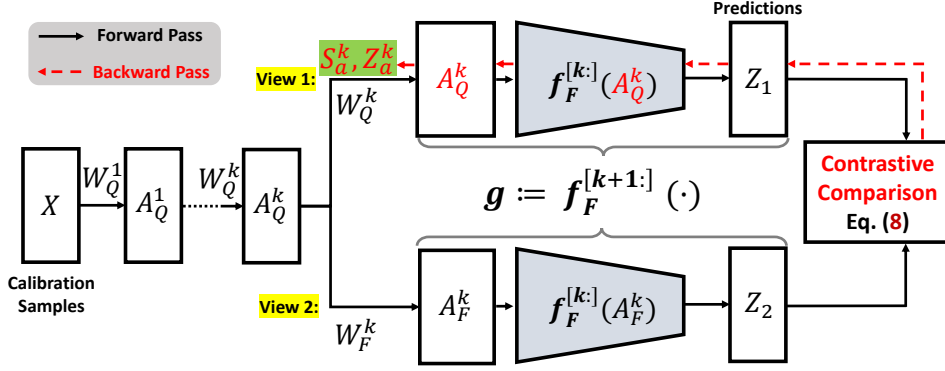 Forward Pass
Backward Pass
Predictions
View 1:
S_a^k, Z_a^k
W_Q^k
A_Q^k
f_F^{[k:]}(A_Q^k)
Z_1
X
W_Q^1
A_Q^1
W_Q^k
A_Q^k
g := f_F^{[k+1:]} (·)
Contrastive
Comparison
Eq. (8)
Calibration
Samples
View 2:
W_F^k
A_F^k
f_F^{[k:]}(A_F^k)
Z_2